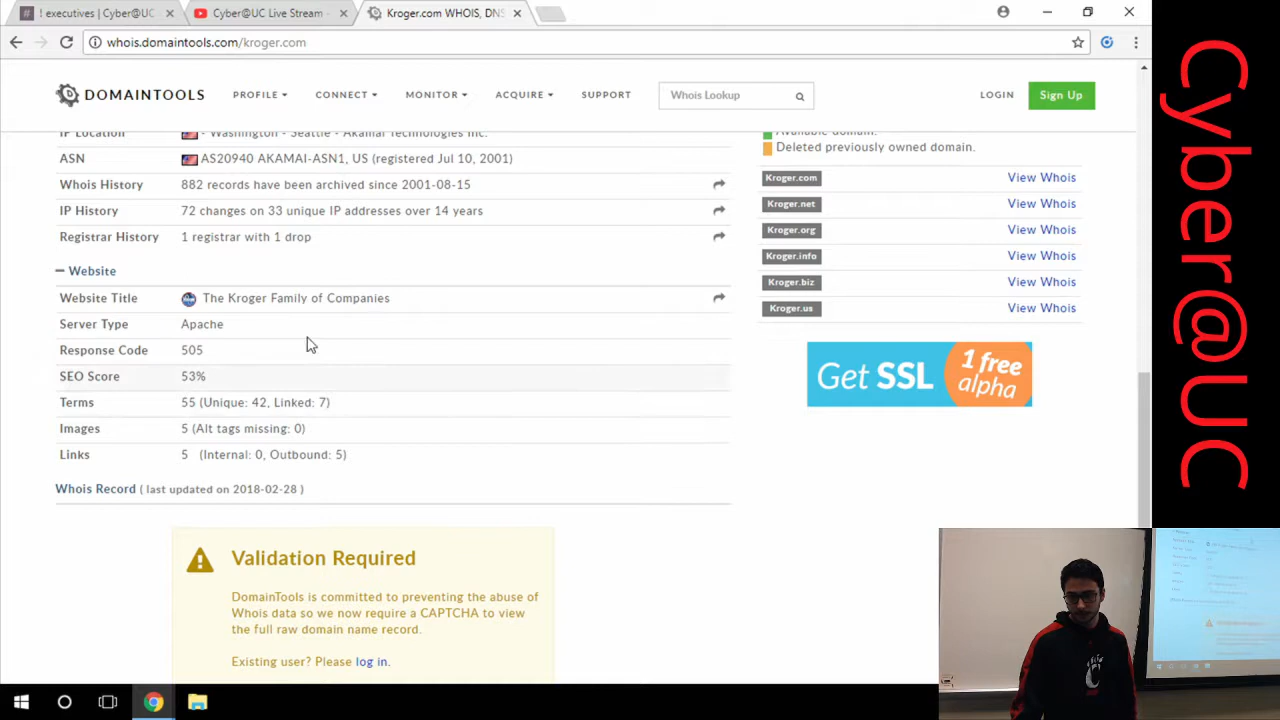 ! executives | Cyber@UC
Cyber@UC Live Stream -
Kroger.com WHOIS, DNS
whois.domaintools.com/kroger.com
DOMAINTOOLS
PROFILE
CONNECT
MONITOR
ACQUIRE
SUPPORT
Whois Lookup
LOGIN
Sign Up
IP Location - Washington - Seattle - Akamai Technologies Inc.
ASN AS20940 AKAMAI-ASN1, US (registered Jul 10, 2001)
Whois History 882 records have been archived since 2001-08-15
IP History 72 changes on 33 unique IP addresses over 14 years
Registrar History 1 registrar with 1 drop
Website
Website Title The Kroger Family of Companies
Server Type Apache
Response Code 505
SEO Score 53%
Terms 55 (Unique: 42, Linked: 7)
Images 5 (Alt tags missing: 0)
Links 5 (Internal: 0, Outbound: 5)
Whois Record ( last updated on 2018-02-28 )
Validation Required
DomainTools is committed to preventing the abuse of
Whois data so we now require a CAPTCHA to view
the full raw domain name record.
Existing user? Please log in.
Available domain.
Deleted previously owned domain.
Kroger.com View Whois
Kroger.net View Whois
Kroger.org View Whois
Kroger.info View Whois
Kroger.biz View Whois
Kroger.us View Whois
Get SSL
1 free
alpha
Cyber@UC